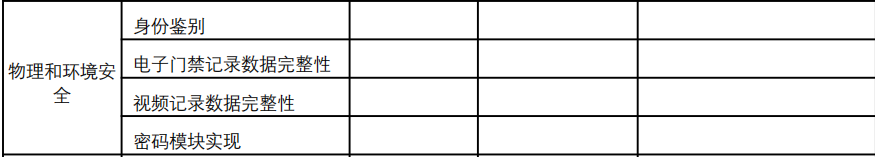 身份鉴别
电子门禁记录数据完整性
物理和环境安
全
视频记录数据完整性
密码模块实现